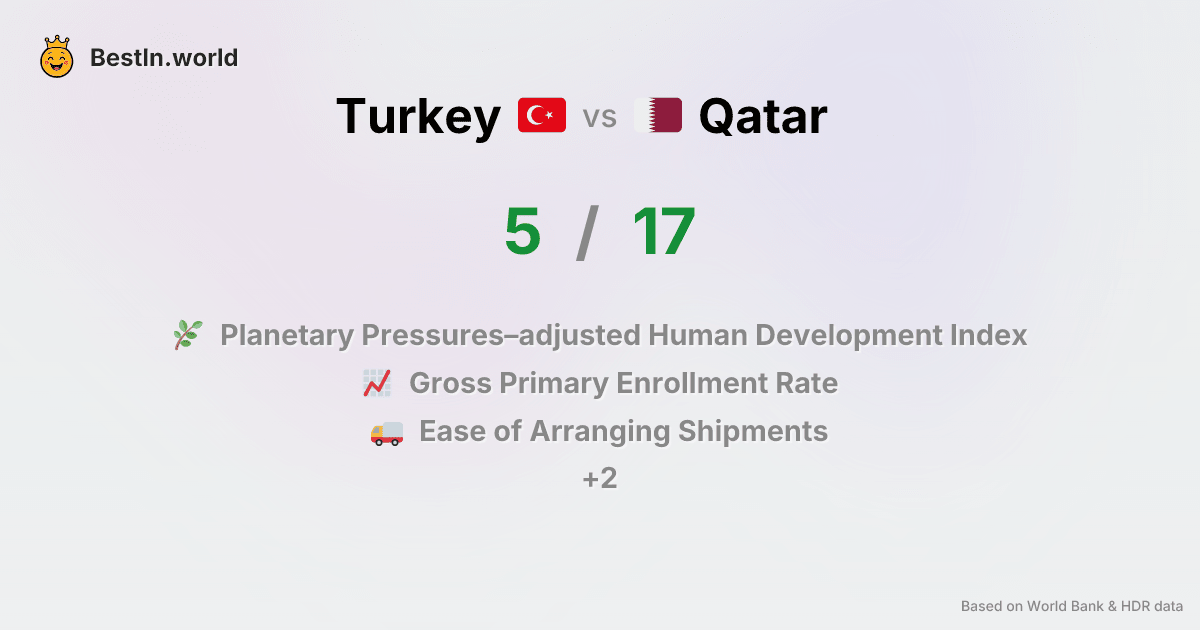 BestIn.world
Turkey vs Qatar
5 / 17
Planetary Pressures–adjusted Human Development Index
Gross Primary Enrollment Rate
Ease of Arranging Shipments
+2
Based on World Bank & HDR data